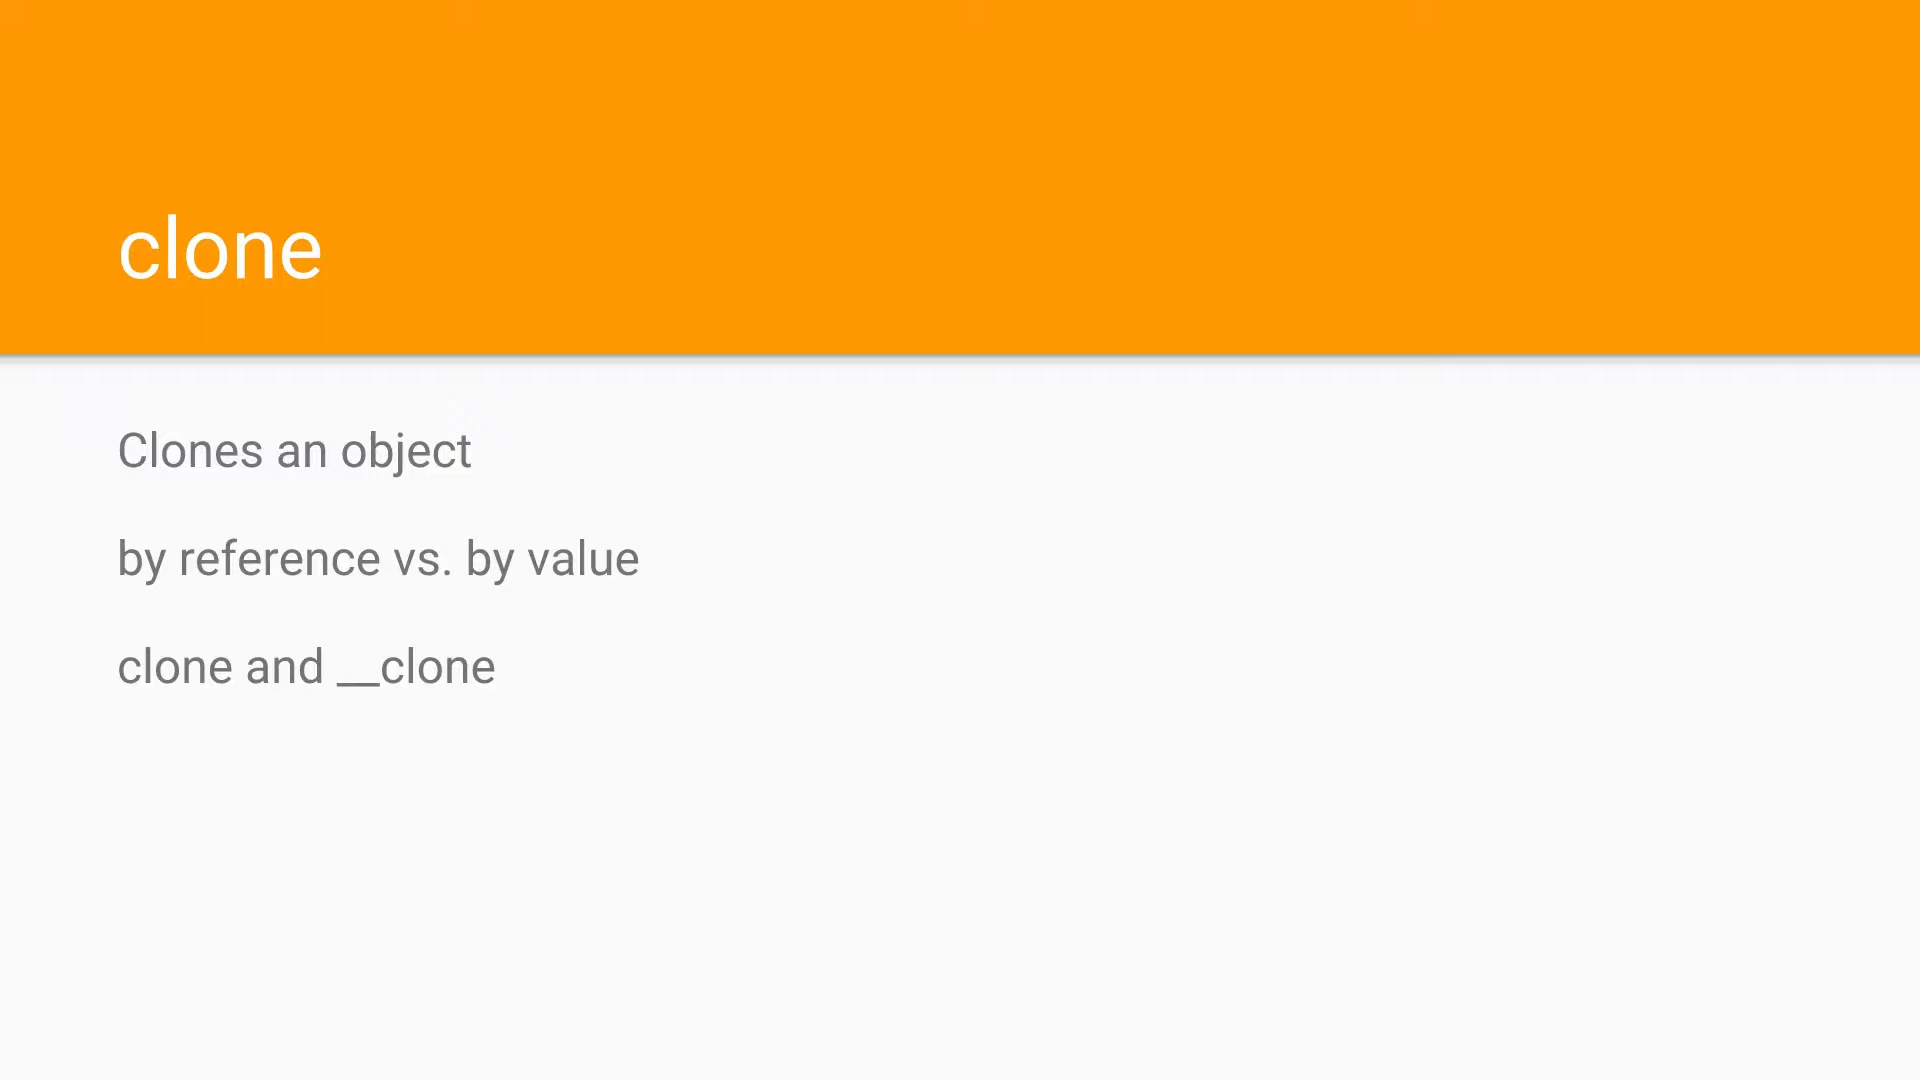 clone
Clones an object
by reference vs. by value
clone and __clone